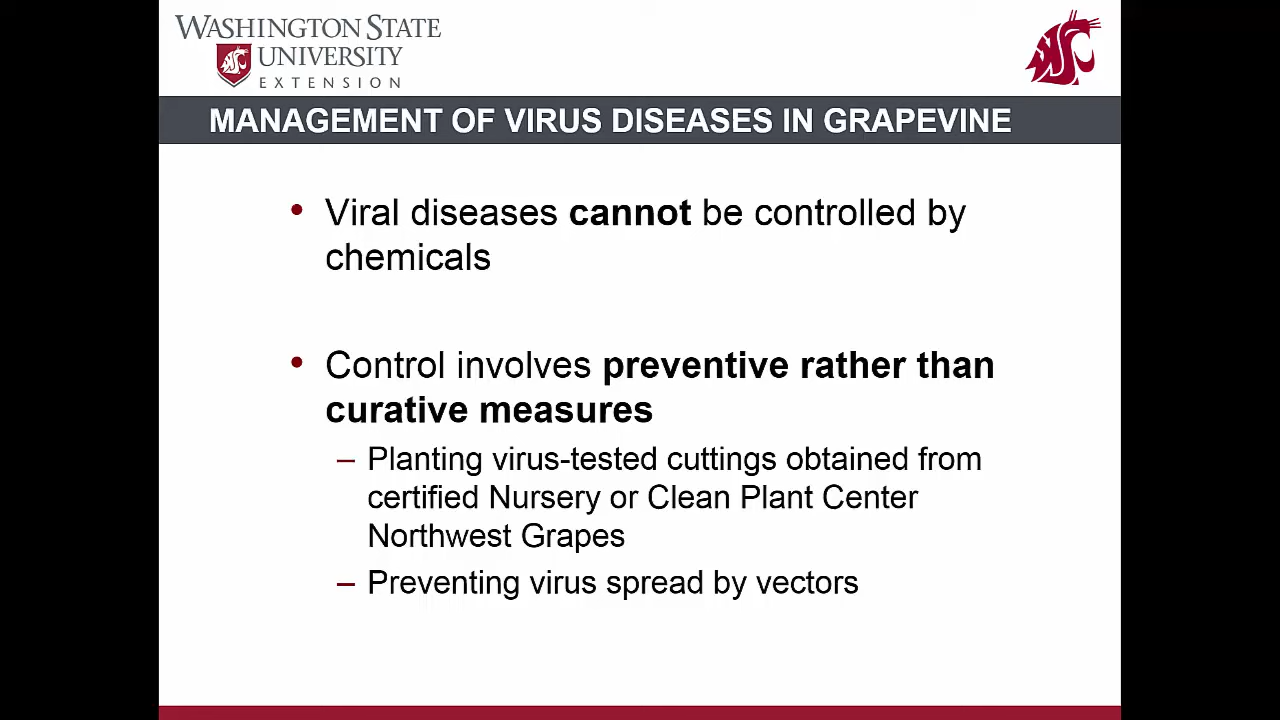 WASHINGTON STATE
UNIVERSITY
EXTENSION
MANAGEMENT OF VIRUS DISEASES IN GRAPEVINE
• Viral diseases cannot be controlled by
chemicals
• Control involves preventive rather than
curative measures
– Planting virus-tested cuttings obtained from
certified Nursery or Clean Plant Center
Northwest Grapes
– Preventing virus spread by vectors